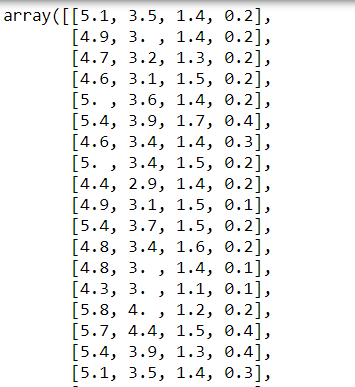 array([[5.1, 3.5, 1.4, 0.2],
[4.9, 3. , 1.4, 0.2],
[4.7, 3.2, 1.3, 0.2],
[4.6, 3.1, 1.5, 0.2],
[5. , 3.6, 1.4, 0.2],
[5.4, 3.9, 1.7, 0.4],
[4.6, 3.4, 1.4, 0.3],
[5. , 3.4, 1.5, 0.2],
[4.4, 2.9, 1.4, 0.2],
[4.9, 3.1, 1.5, 0.1],
[5.4, 3.7, 1.5, 0.2],
[4.8, 3.4, 1.6, 0.2],
[4.8, 3. , 1.4, 0.1],
[4.3, 3. , 1.1, 0.1],
[5.8, 4. , 1.2, 0.2],
[5.7, 4.4, 1.5, 0.4],
[5.4, 3.9, 1.3, 0.4],
[5.1, 3.5, 1.4, 0.3],